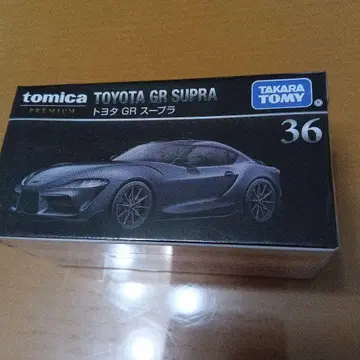 tomica TOYOTA GR SUPRA
PREMIUM トヨタ GR スープラ
TAKARA
TOMY
36